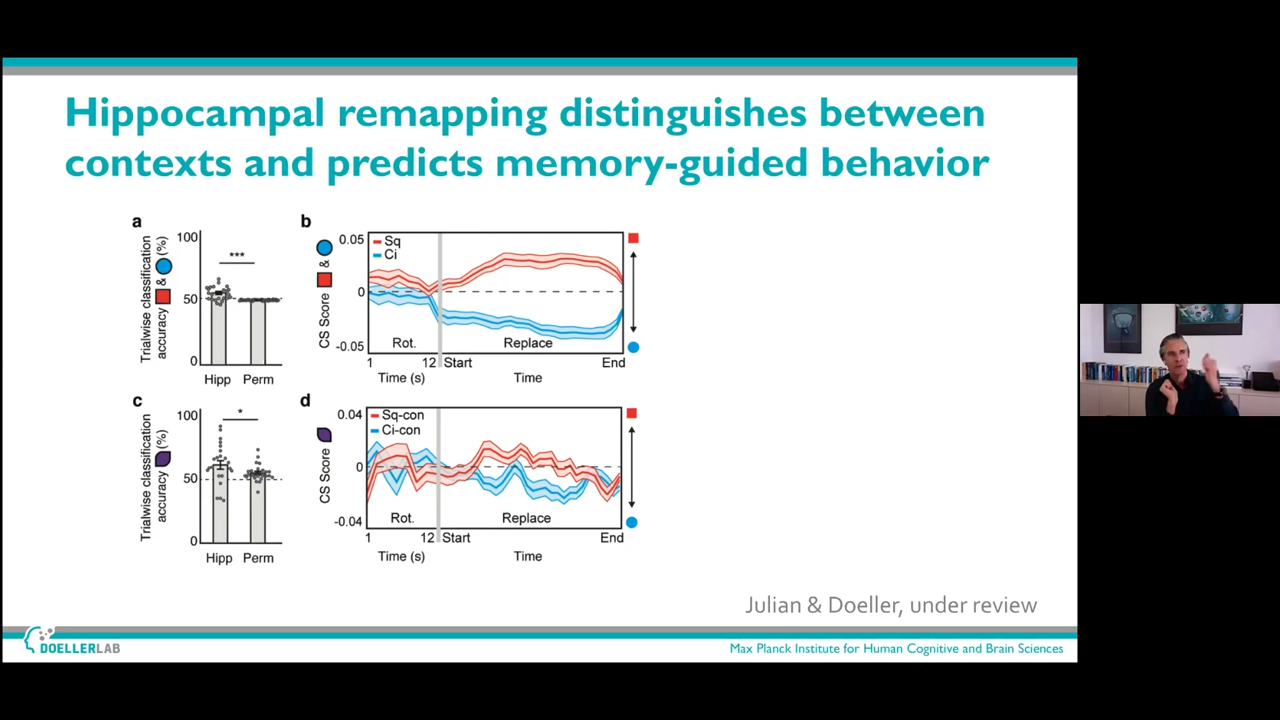 Hippocampal remapping distinguishes between
contexts and predicts memory-guided behavior
a
Trialwise classification
accuracy & (%)
100
50
0
***
Hipp Perm
b
CS Score &
0.05
0
-0.05
Sq
Ci
Rot.
Replace
1 12 Start End
Time (s) Time
c
Trialwise classification
accuracy (%)
100
50
0
*
Hipp Perm
d
CS Score
0.04
0
-0.04
Sq-con
Ci-con
Rot.
Replace
1 12 Start End
Time (s) Time
Julian & Doeller, under review
DOELLERLAB
Max Planck Institute for Human Cognitive and Brain Sciences